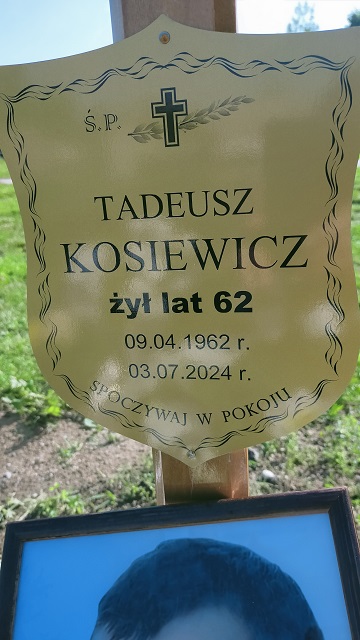 Ś.P.
TADEUSZ
KOSIEWICZ
żył lat 62
09.04.1962 r.
03.07.2024 r.
SPOCZYWAJ W POKOJU